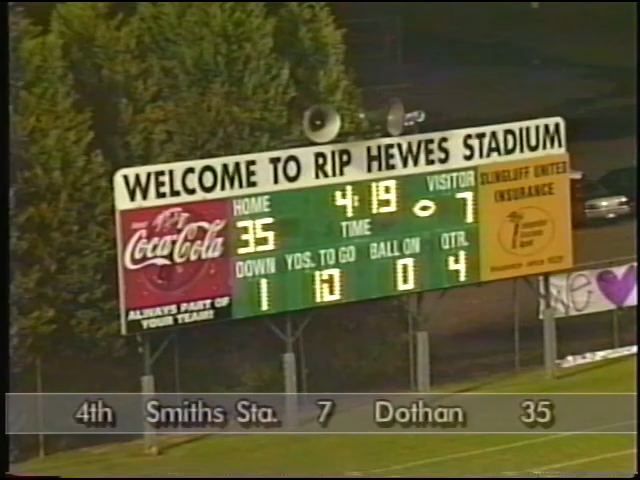 WELCOME TO RIP HEWES STADIUM
HOME 4:19 VISITOR
35 TIME 7
DOWN YDS. TO GO BALL ON QTR.
1 10 0 4
Coca-Cola
ALWAYS PART OF
YOUR TEAM!
SLINGLUFF UNITED
INSURANCE
We
4th Smiths Sta. 7 Dothan 35